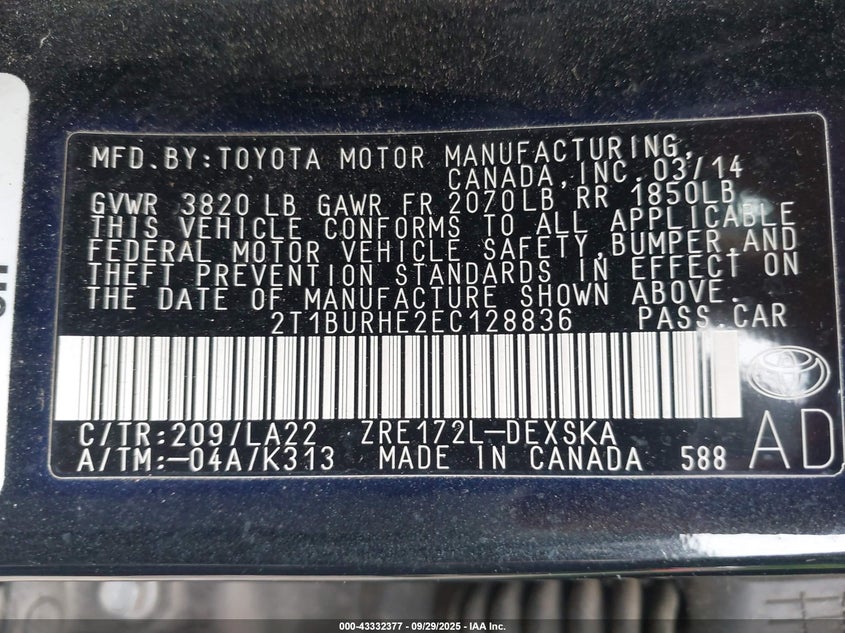 MFD.BY:TOYOTA MOTOR MANUFACTURING,
CANADA,INC.03/14
GVWR 3820 LB GAWR FR 2070LB RR 1850LB
THIS VEHICLE CONFORMS TO ALL APPLICABLE
FEDERAL MOTOR VEHICLE SAFETY,BUMPER,AND
THEFT PREVENTION STANDARDS IN EFFECT ON
THE DATE OF MANUFACTURE SHOWN ABOVE.
2T1BURHE2EC128836 PASS.CAR
C/TR:209/LA22 ZRE172L-DEXSKA
A/TM:-04A/K313 MADE IN CANADA 588
AD
000-43332377 - 09/29/2025 - IAA Inc.